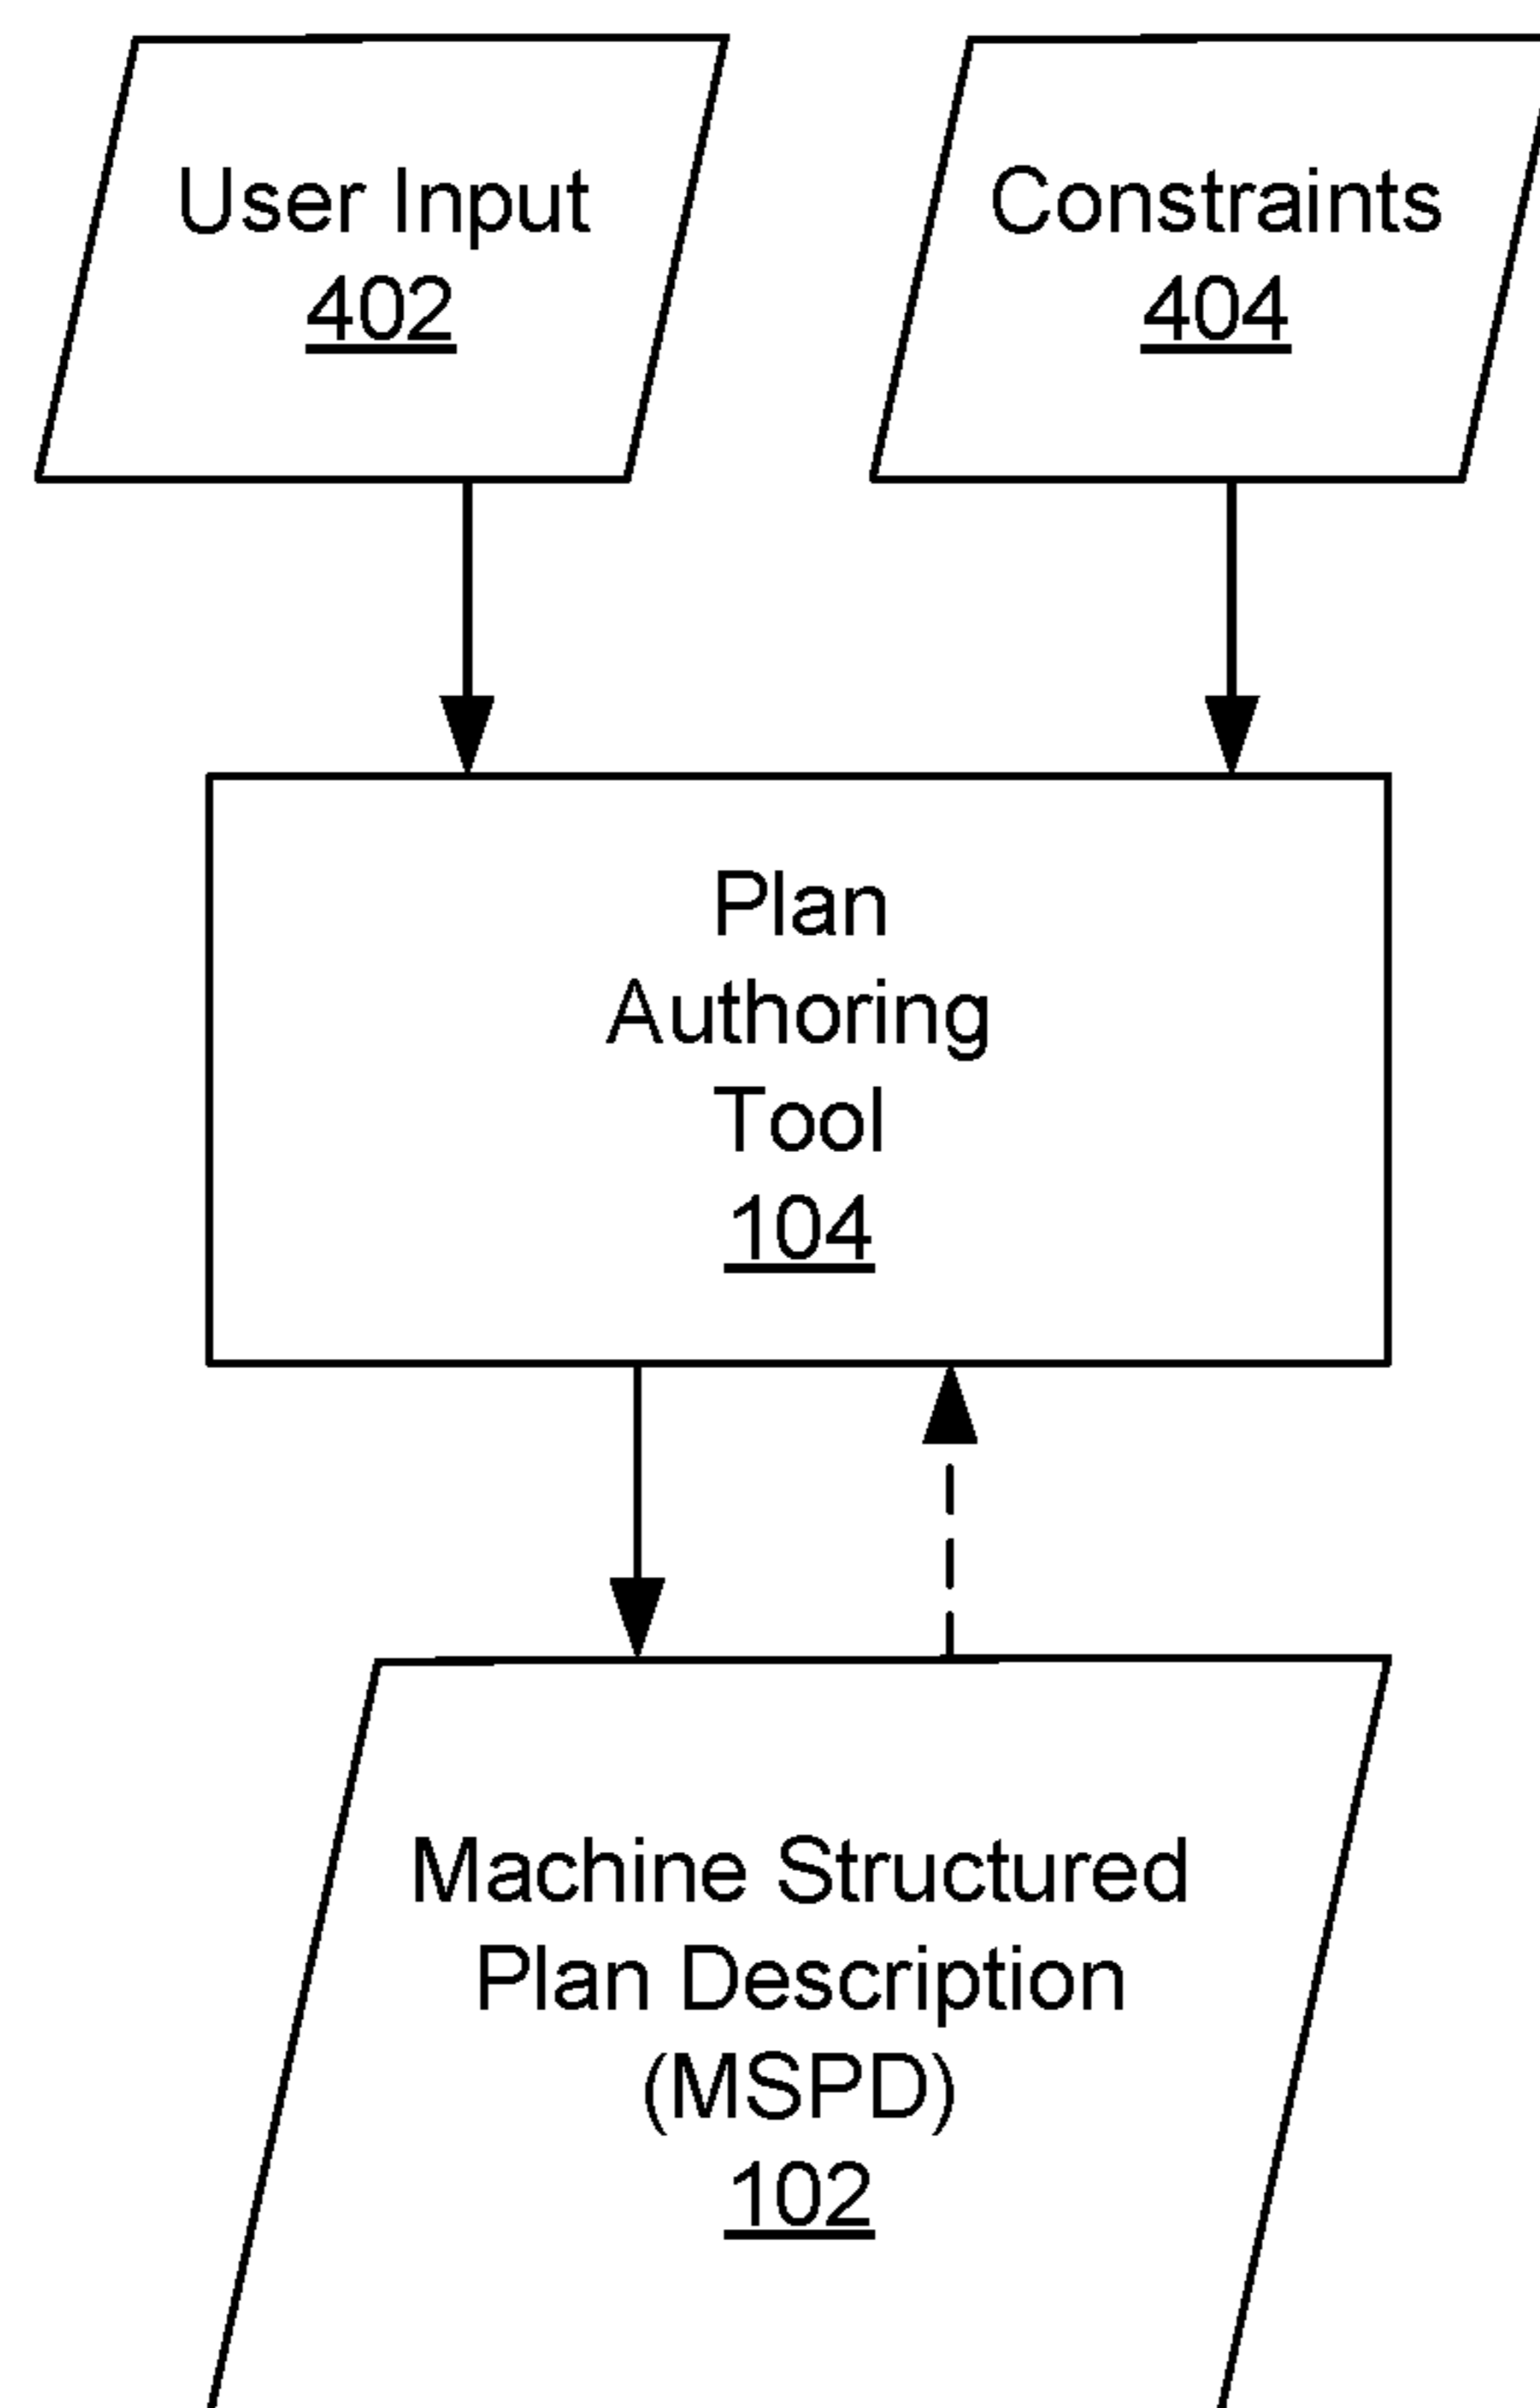 User Input
402
Constraints
404
Plan
Authoring
Tool
104
Machine Structured
Plan Description
(MSPD)
102